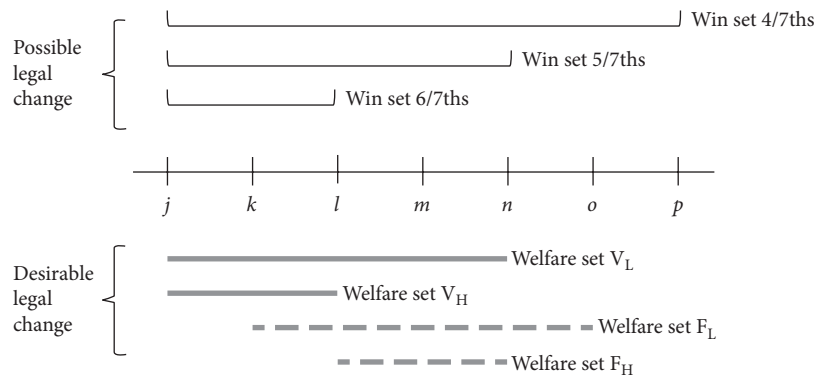 Win set 4/7ths
Possible
legal
change
Win set 5/7ths
Win set 6/7ths
j k l m n o p
Desirable
legal
change
Welfare set V_L
Welfare set V_H
Welfare set F_L
Welfare set F_H